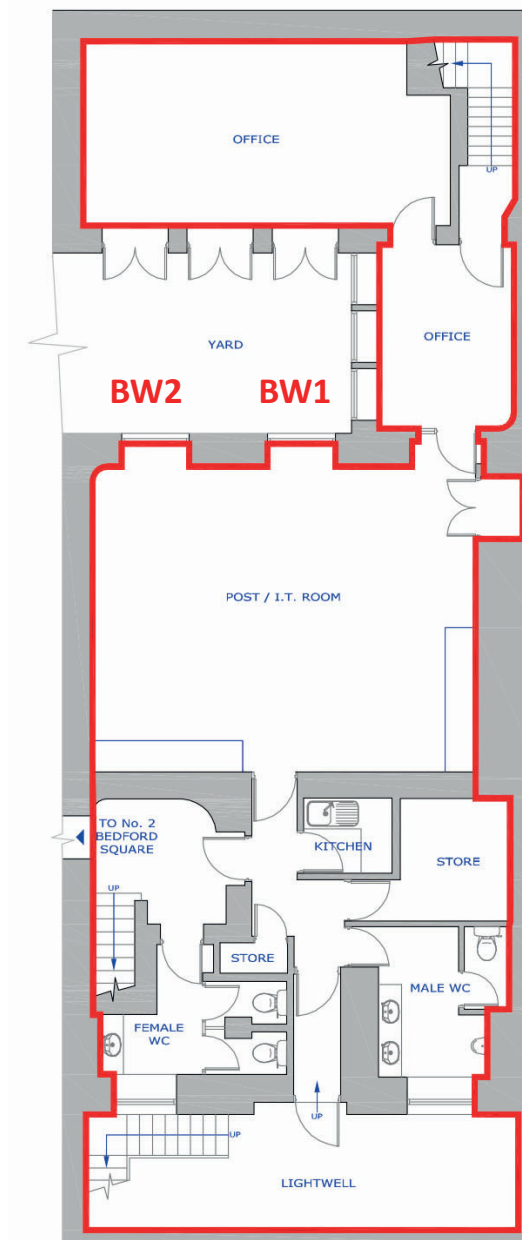 OFFICE
UP
OFFICE
YARD
BW2
BW1
POST / I.T. ROOM
TO No. 2
BEDFORD
SQUARE
KITCHEN
STORE
UP
STORE
MALE WC
FEMALE
WC
UP
UP
LIGHTWELL